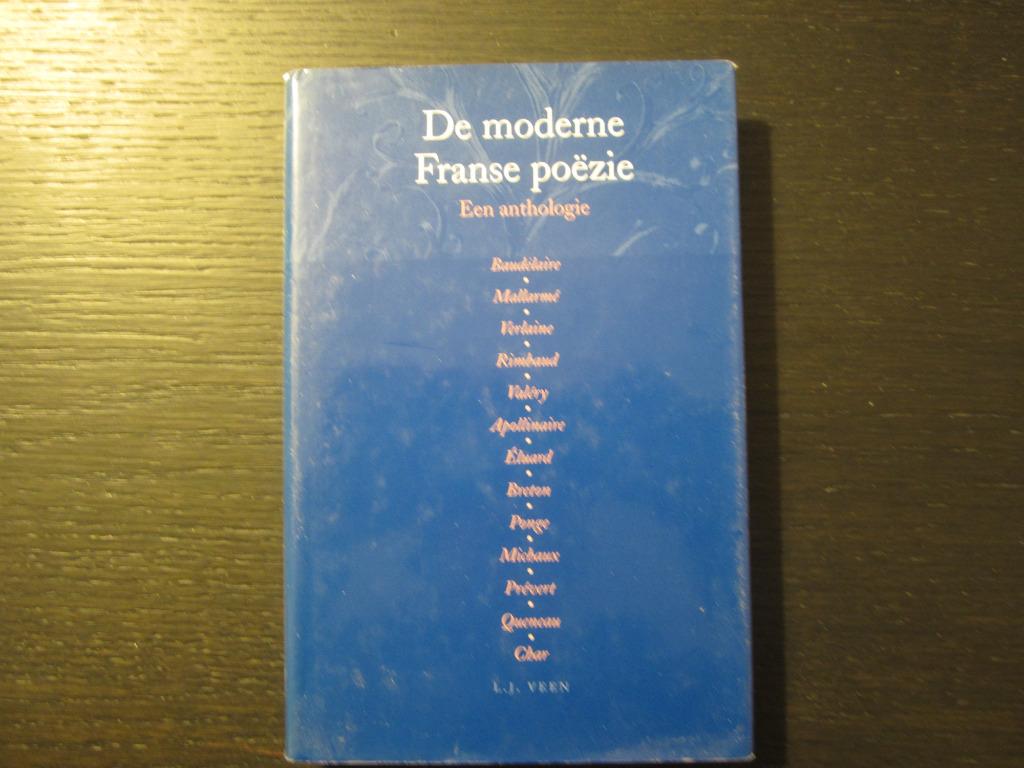 De moderne
Franse poëzie
Een anthologie
Baudelaire
Mallarmé
Verlaine
Rimbaud
Valéry
Apollinaire
Éluard
Breton
Ponge
Michaux
Prévert
Queneau
Char
L.J. VEEN